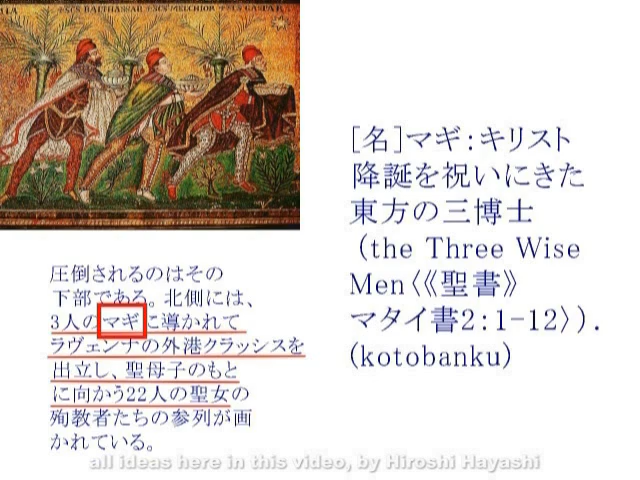 SCS BALTHASSAR SCS MELCHIOR SCS GASPAR
圧倒されるのはその
下部である。北側には、
3人のマギに導かれて
ラヴェンナの外港クラッシスを
出立し、聖母子のもと
に向かう22人の聖女の
殉教者たちの参列が画
かれている。
[名]マギ:キリスト
降誕を祝いにきた
東方の三博士
(the Three Wise
Men〈《聖書》
マタイ書2:1-12〉).
(kotobanku)
all ideas here in this video, by Hiroshi Hayashi